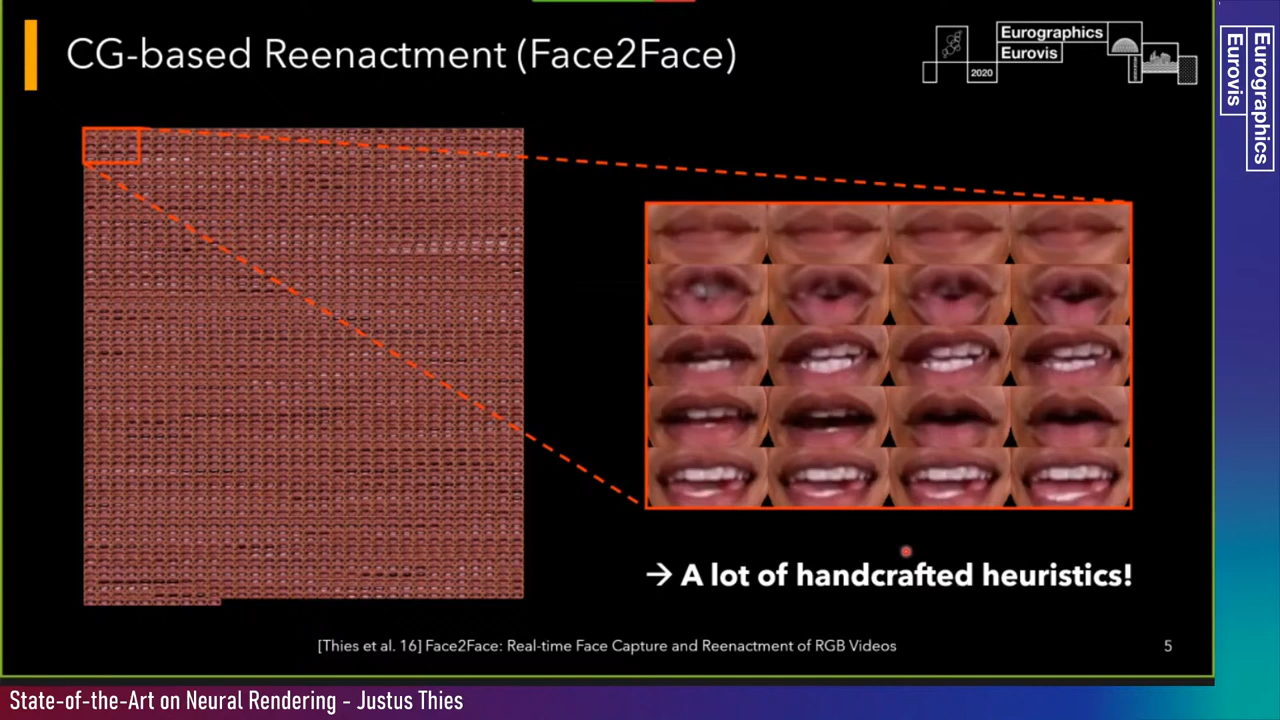 CG-based Reenactment (Face2Face)
Eurographics
Eurovis
2020
Eurographics
Eurovis
→ A lot of handcrafted heuristics!
[Thies et al. 16] Face2Face: Real-time Face Capture and Reenactment of RGB Videos
5
State-of-the-Art on Neural Rendering - Justus Thies